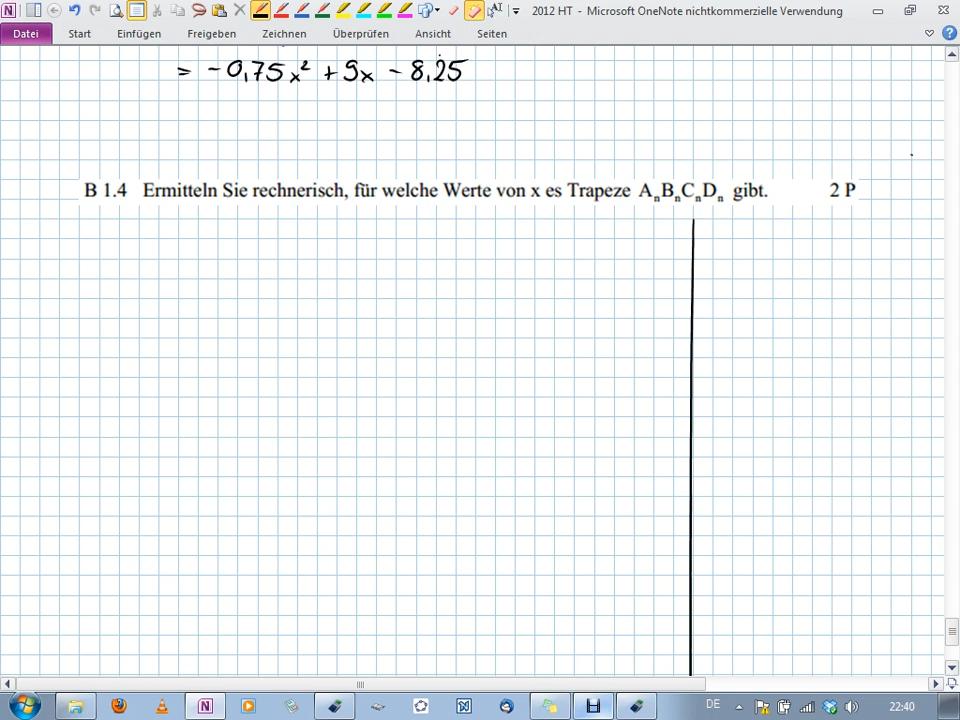 2012 HT - Microsoft OneNote nichtkommerzielle Verwendung
Datei Start Einfügen Freigeben Zeichnen Überprüfen Ansicht Seiten
= -0,75x² + 9x - 8,25
B 1.4 Ermitteln Sie rechnerisch, für welche Werte von x es Trapeze AₙBₙCₙDₙ gibt. 2 P
DE 22:40